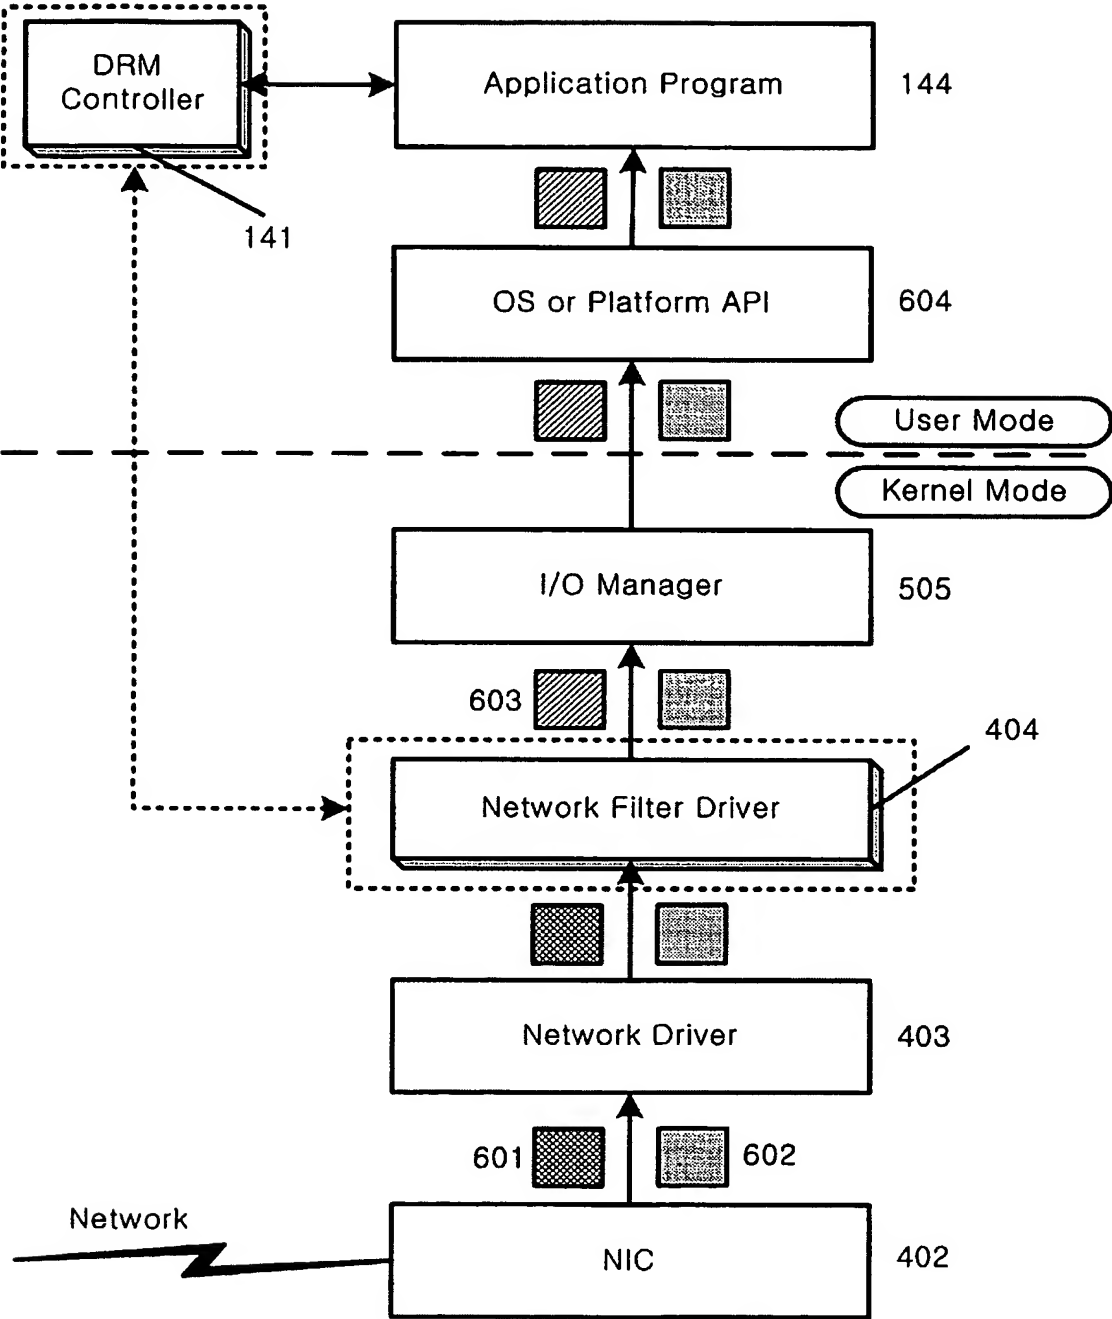 DRM
Controller
Application Program
144
141
OS or Platform API
604
User Mode
Kernel Mode
I/O Manager
505
603
404
Network Filter Driver
Network Driver
403
601
602
Network
NIC
402